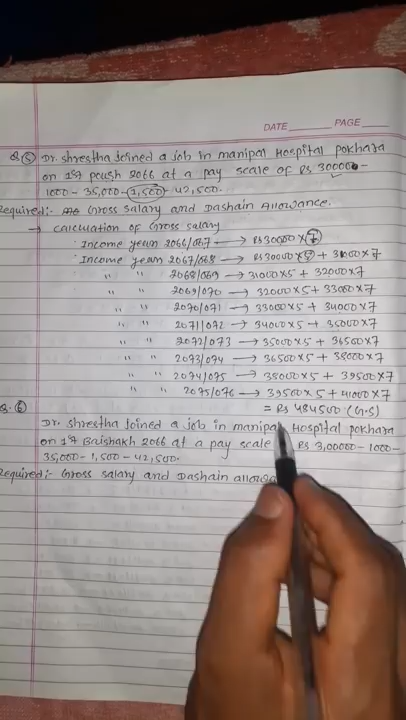 DATE______ PAGE____
Q.⑤ Dr. Shrestha joined a job in manipal Hospital pokhara
on 1st poush 2066 at a pay scale of Rs 30000-
1000 - 35,000 - 1,500 - 42,500.
Required:- Gross salary and Dashain Allowance.
→ calculation of Gross salary
Income year 2066/067 → Rs 30000 × 7
Income year 2067/068 → Rs 30000 × 5 + 31000 × 7
" " 2068/069 → 31000 × 5 + 32000 × 7
" " 2069/070 → 32000 × 5 + 33000 × 7
" " 2070/071 → 33000 × 5 + 34000 × 7
" " 2071/072 → 34000 × 5 + 35000 × 7
" " 2072/073 → 35000 × 5 + 36500 × 7
" " 2073/074 → 36500 × 5 + 38000 × 7
" " 2074/075 → 38000 × 5 + 39500 × 7
" " 2075/076 → 39500 × 5 + 41000 × 7
= Rs 484500 (G.S)
Q.⑥
Dr. Shrestha joined a job in manipal Hospital pokhara
on 1st Baishakh 2066 at a pay scale Rs 3,00000 - 1000 -
35,000 - 1,500 - 42,500.
Required:- Gross salary and Dashain